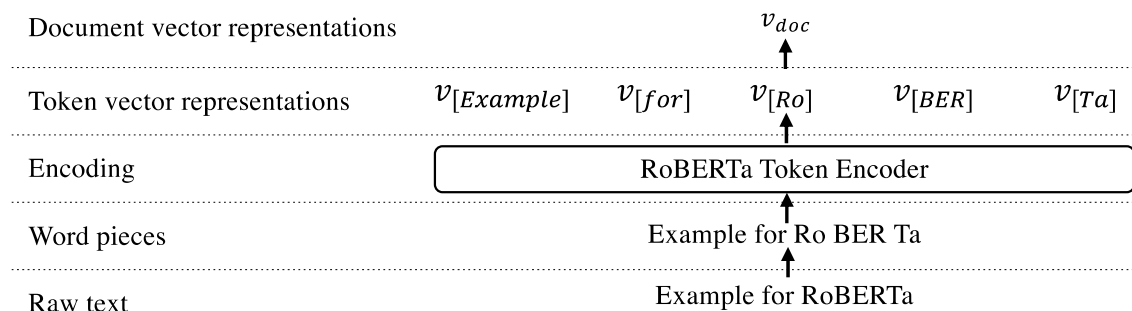 Document vector representations v_doc
Token vector representations v_[Example] v_[for] v_[Ro] v_[BER] v_[Ta]
Encoding RoBERTa Token Encoder
Word pieces Example for Ro BER Ta
Raw text Example for RoBERTa